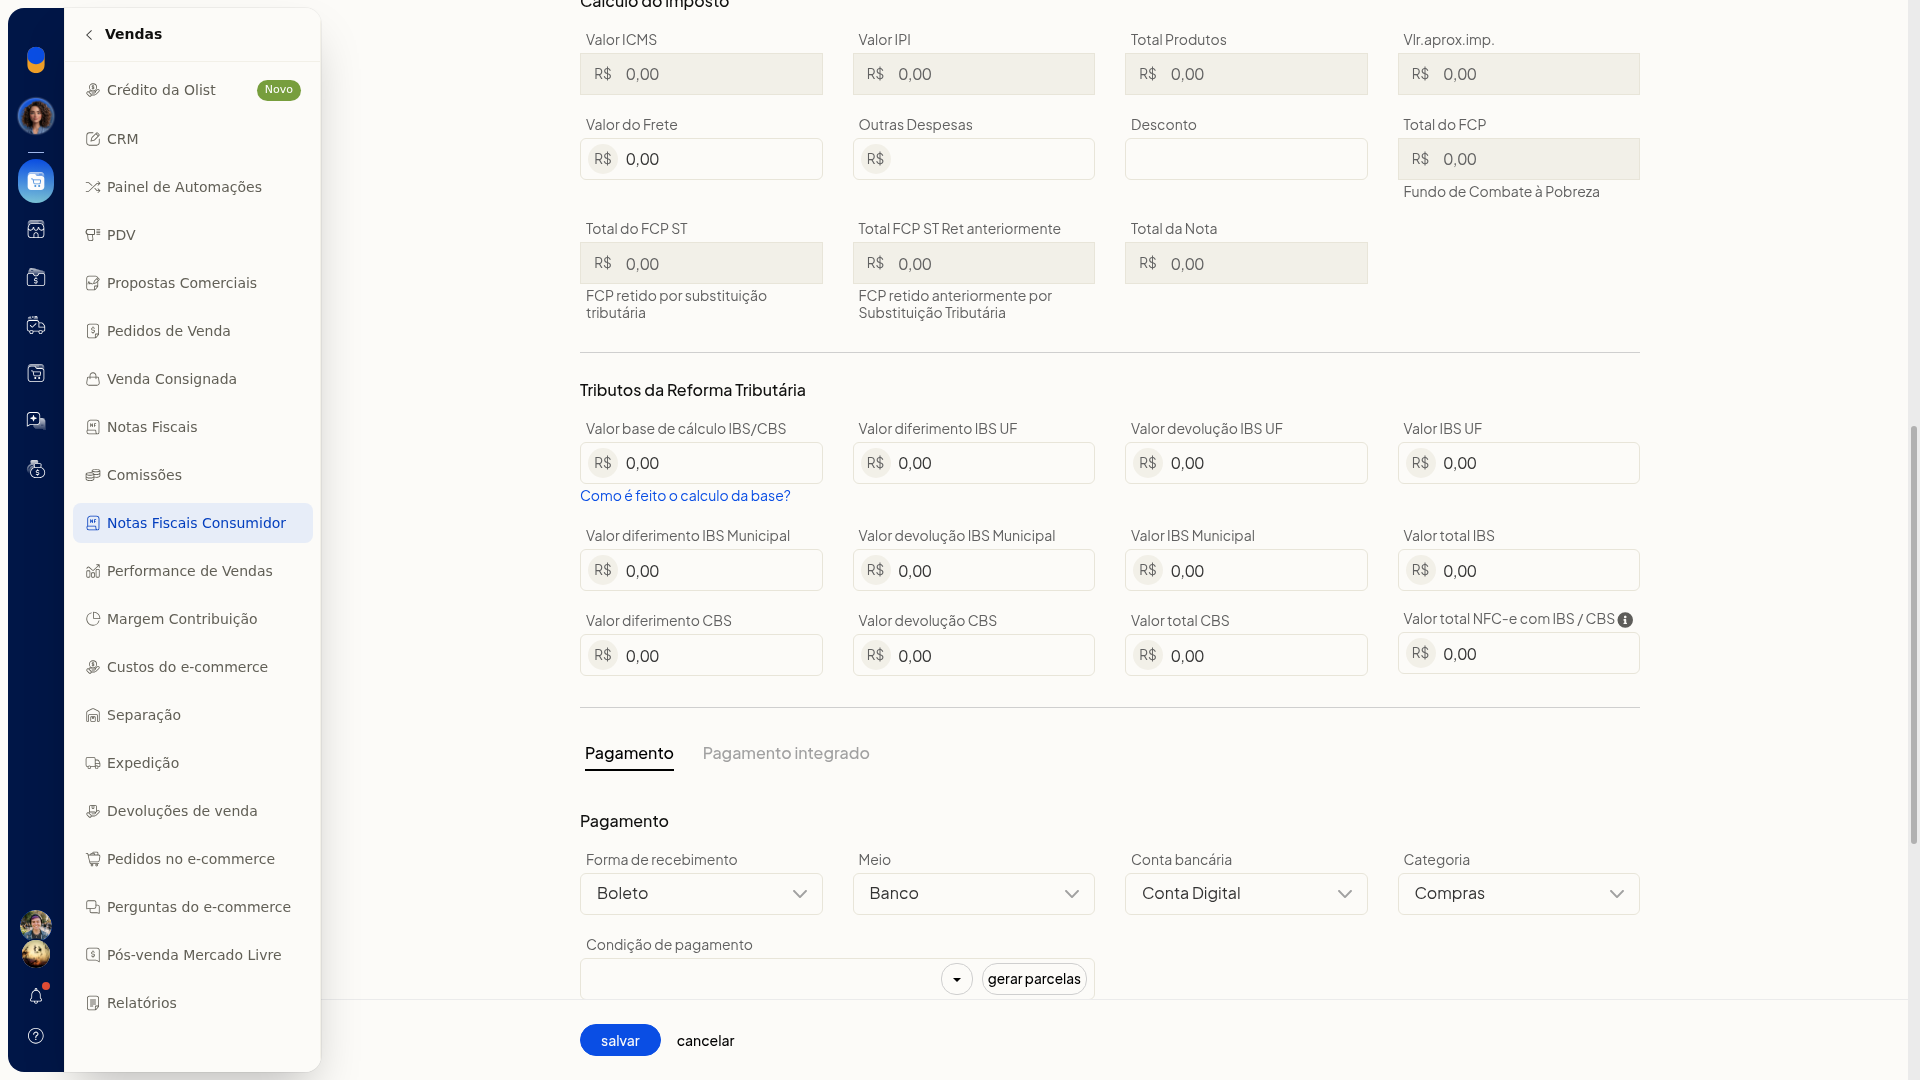 Vendas
Crédito da Olist
Novo
CRM
Painel de Automações
PDV
Propostas Comerciais
Pedidos de Venda
Venda Consignada
Notas Fiscais
Comissões
Notas Fiscais Consumidor
Performance de Vendas
Margem Contribuição
Custos do e-commerce
Separação
Expedição
Devoluções de venda
Pedidos no e-commerce
Perguntas do e-commerce
Pós-venda Mercado Livre
Relatórios
Cálculo do imposto
Valor ICMS
Valor IPI
Total Produtos
Vlr.aprox.imp.
R$ 0,00
R$ 0,00
R$ 0,00
R$ 0,00
Valor do Frete
Outras Despesas
Desconto
Total do FCP
R$ 0,00
R$
R$ 0,00
Fundo de Combate à Pobreza
Total do FCP ST
Total FCP ST Ret anteriormente
Total da Nota
R$ 0,00
R$ 0,00
R$ 0,00
FCP retido por substituição
tributária
FCP retido anteriormente por
Substituição Tributária
Tributos da Reforma Tributária
Valor base de cálculo IBS/CBS
Valor diferimento IBS UF
Valor devolução IBS UF
Valor IBS UF
R$ 0,00
R$ 0,00
R$ 0,00
R$ 0,00
Como é feito o calculo da base?
Valor diferimento IBS Municipal
Valor devolução IBS Municipal
Valor IBS Municipal
Valor total IBS
R$ 0,00
R$ 0,00
R$ 0,00
R$ 0,00
Valor diferimento CBS
Valor devolução CBS
Valor total CBS
Valor total NFC-e com IBS / CBS
R$ 0,00
R$ 0,00
R$ 0,00
R$ 0,00
Pagamento
Pagamento integrado
Pagamento
Forma de recebimento
Meio
Conta bancária
Categoria
Boleto
Banco
Conta Digital
Compras
Condição de pagamento
gerar parcelas
salvar
cancelar